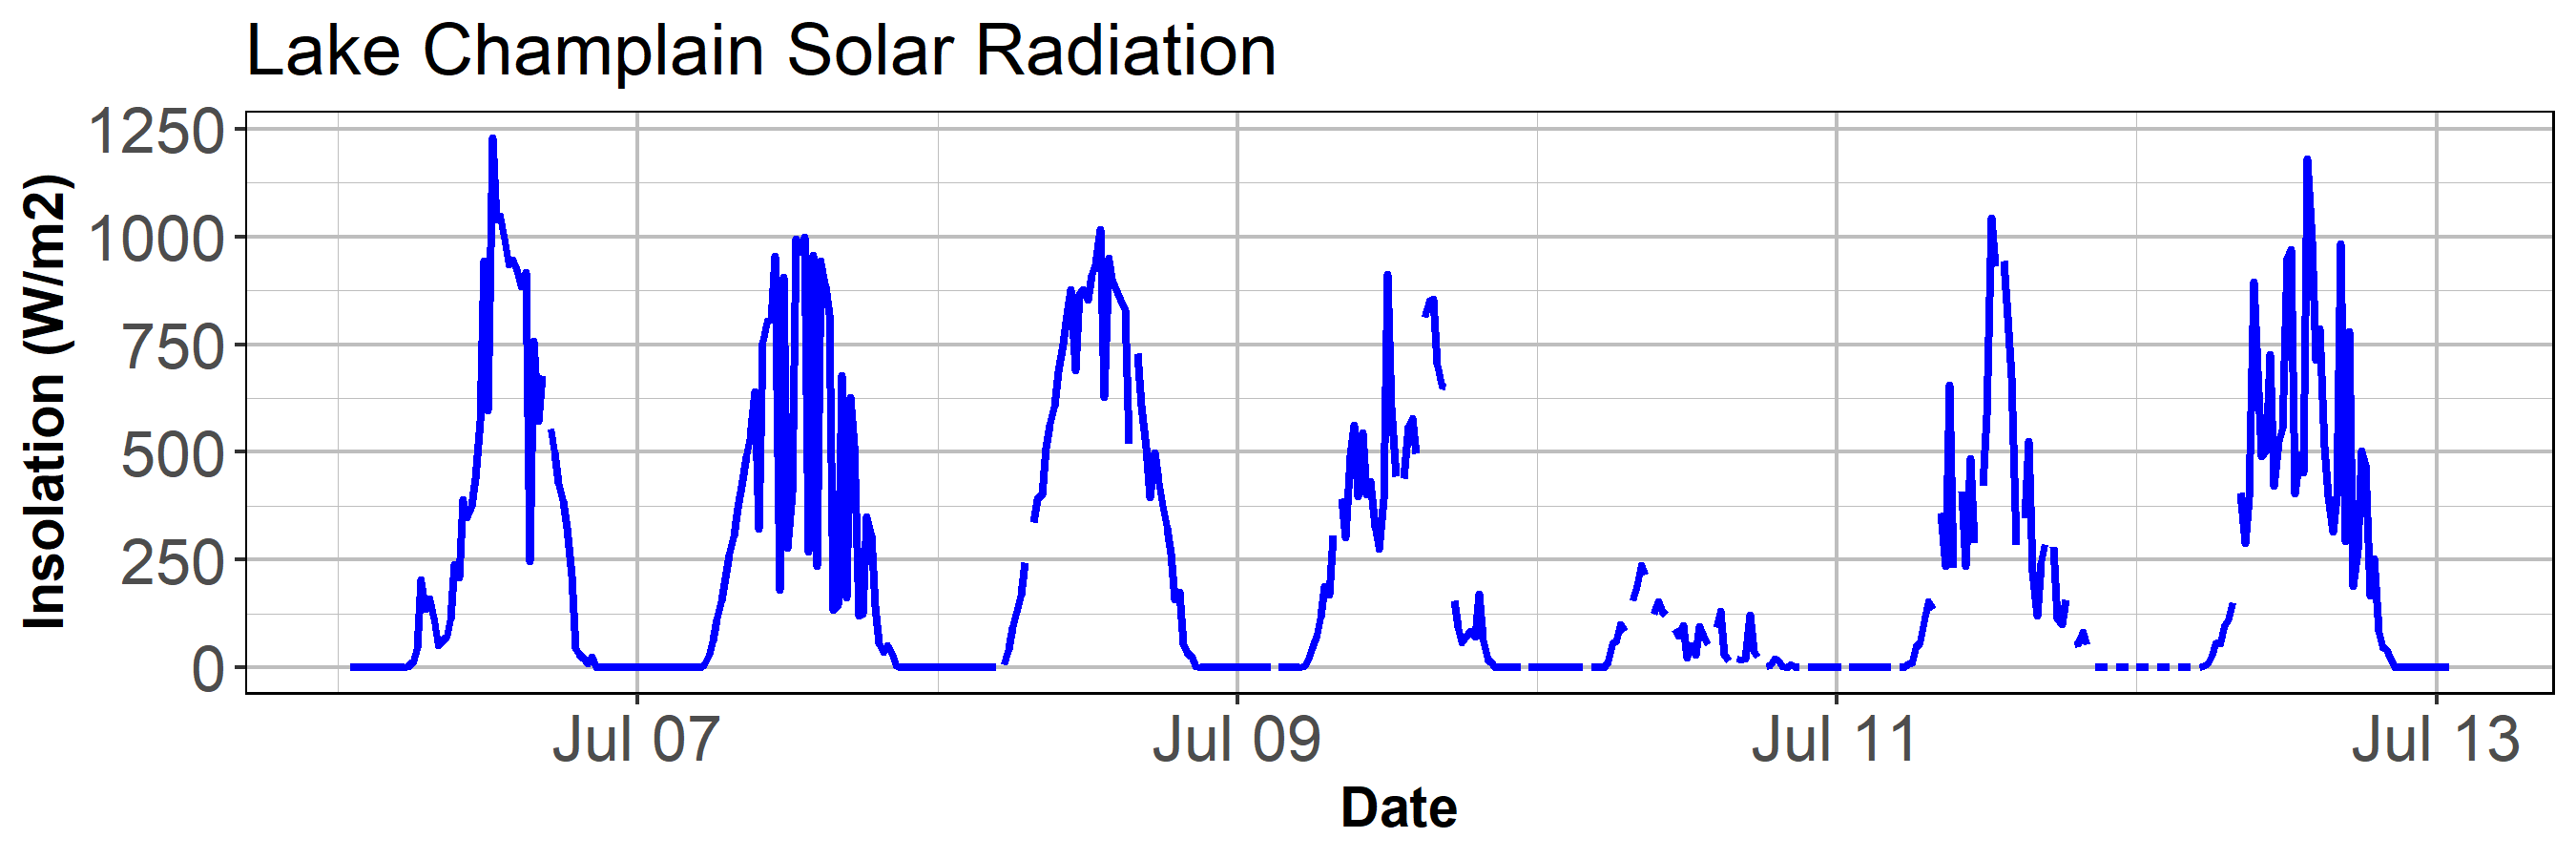 Lake Champlain Solar Radiation
Insolation (W/m2)
1250
1000
750
500
250
0
Jul 07
Jul 09
Jul 11
Jul 13
Date